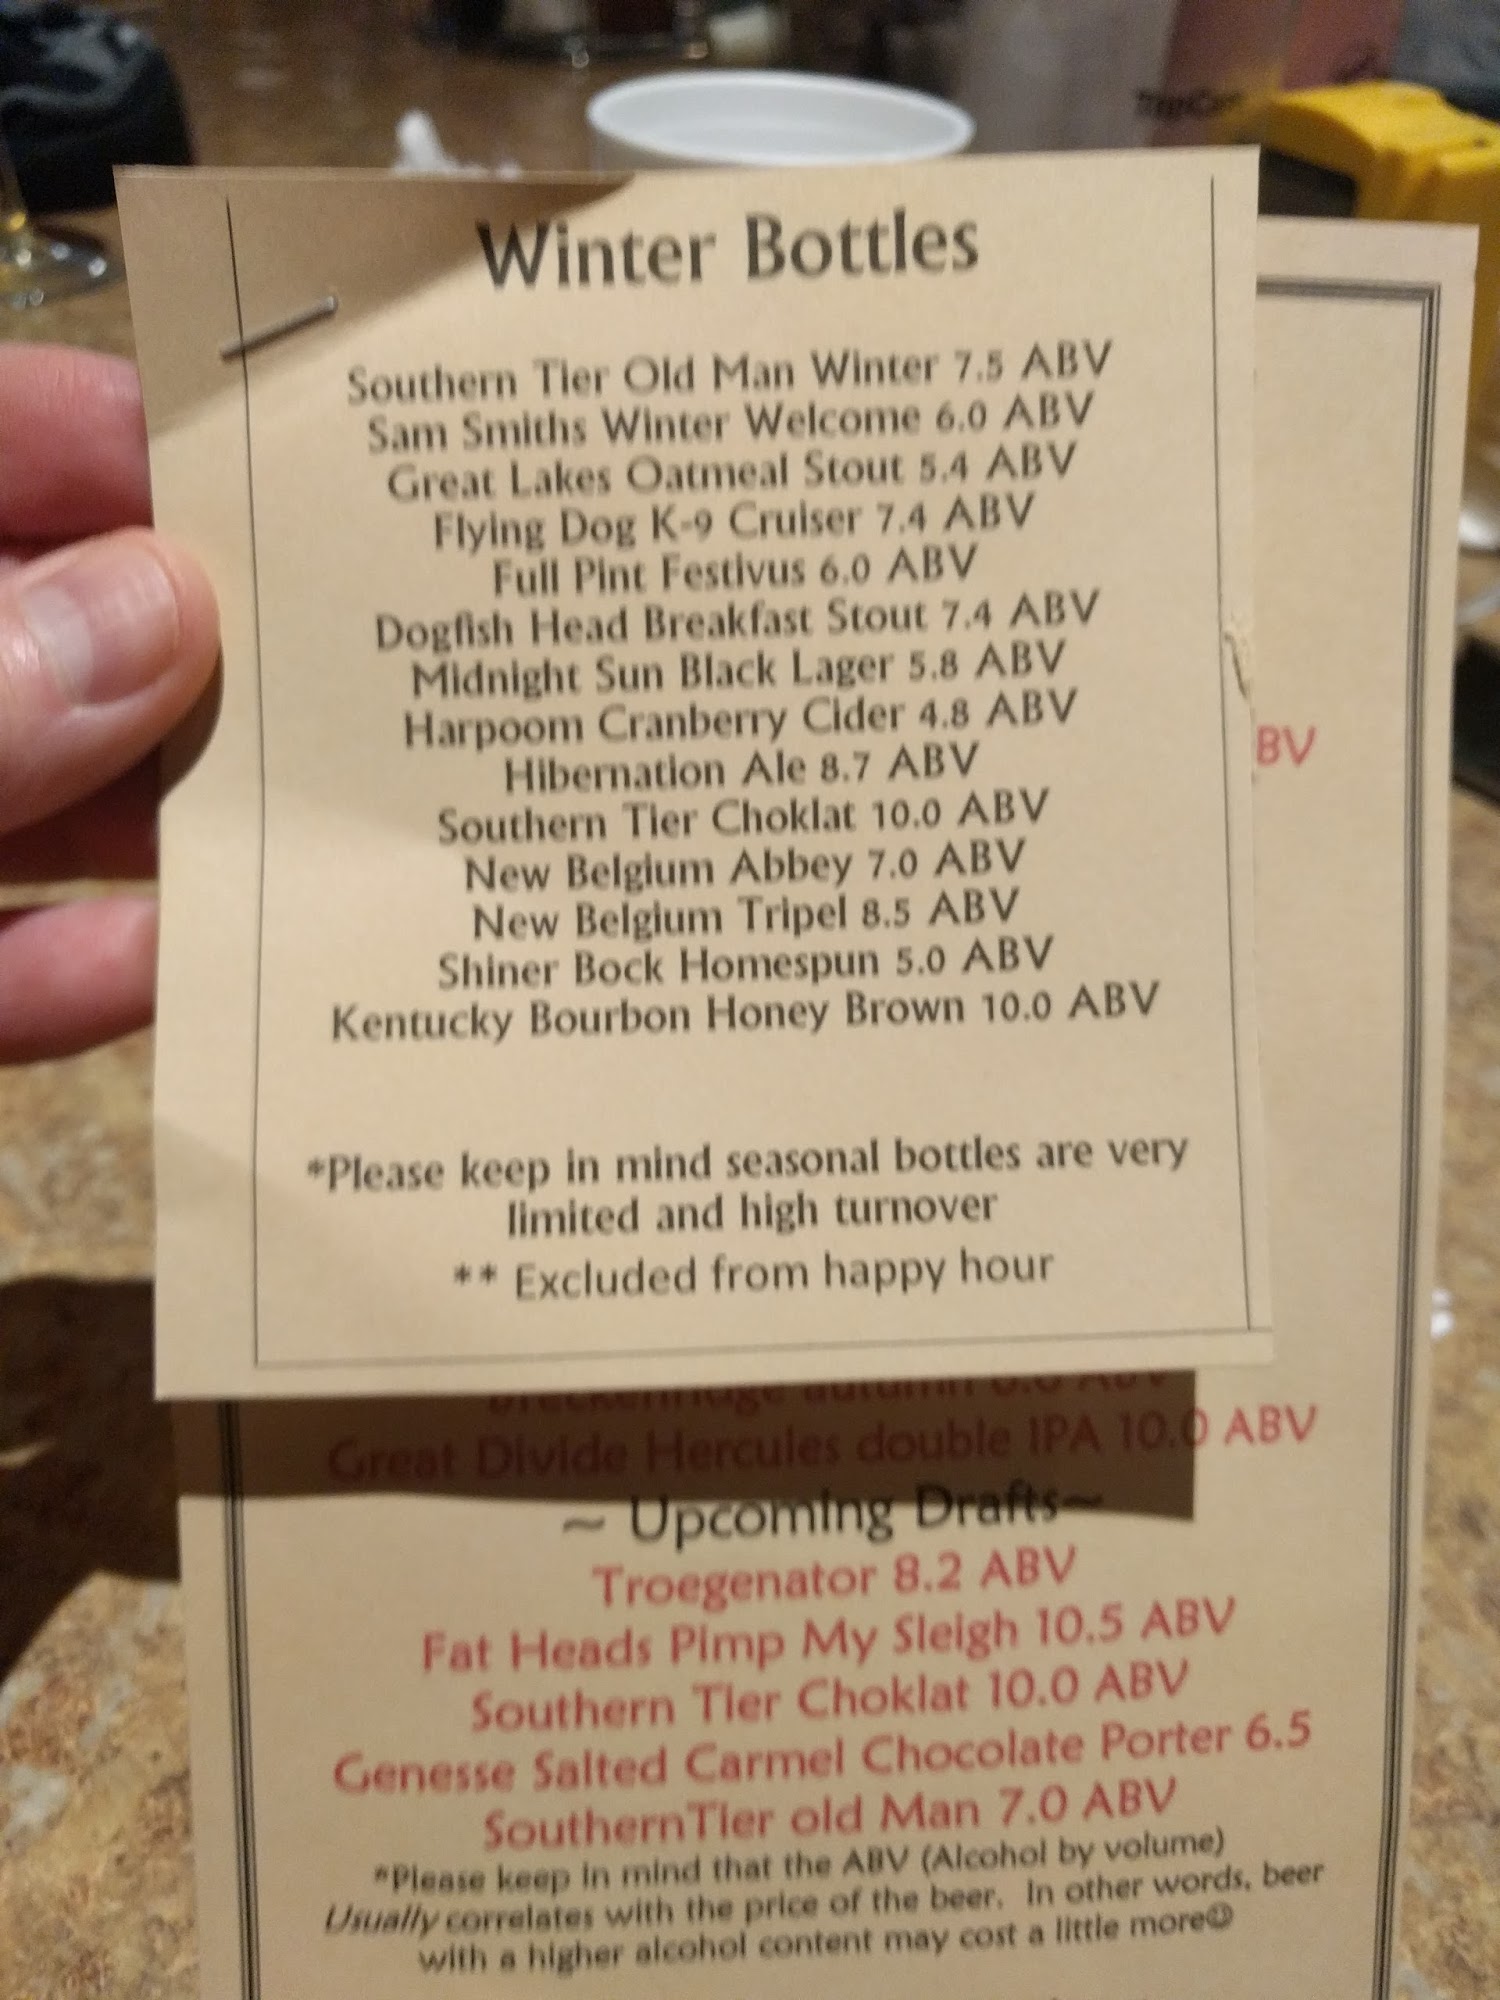 Winter Bottles
Southern Tier Old Man Winter 7.5 ABV
Sam Smiths Winter Welcome 6.0 ABV
Great Lakes Oatmeal Stout 5.4 ABV
Flying Dog K-9 Cruiser 7.4 ABV
Full Pint Festivus 6.0 ABV
Dogfish Head Breakfast Stout 7.4 ABV
Midnight Sun Black Lager 5.8 ABV
Harpoom Cranberry Cider 4.8 ABV
Hibernation Ale 8.7 ABV
Southern Tier Choklat 10.0 ABV
New Belgium Abbey 7.0 ABV
New Belgium Tripel 8.5 ABV
Shiner Bock Homespun 5.0 ABV
Kentucky Bourbon Honey Brown 10.0 ABV
*Please keep in mind seasonal bottles are very
limited and high turnover
** Excluded from happy hour
BV
Breckenridge autumn ABV
Great Divide Hercules double IPA 10.0 ABV
~ Upcoming Drafts~
Troegenator 8.2 ABV
Fat Heads Pimp My Sleigh 10.5 ABV
Southern Tier Choklat 10.0 ABV
Genesse Salted Carmel Chocolate Porter 6.5
SouthernTier old Man 7.0 ABV
*Please keep in mind that the ABV (Alcohol by volume)
Usually correlates with the price of the beer. In other words, beer
with a higher alcohol content may cost a little more☺